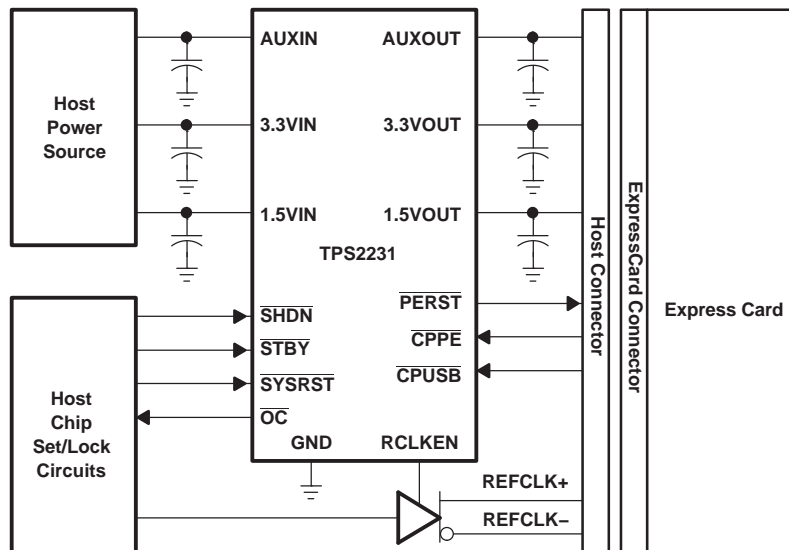 Host
Power
Source
AUXIN
AUXOUT
3.3VIN
3.3VOUT
1.5VIN
1.5VOUT
TPS2231
SHDN
STBY
SYSRST
OC
GND
RCLKEN
PERST
CPPE
CPUSB
Host
Chip
Set/Lock
Circuits
REFCLK+
REFCLK−
Host Connector
ExpressCard Connector
Express Card